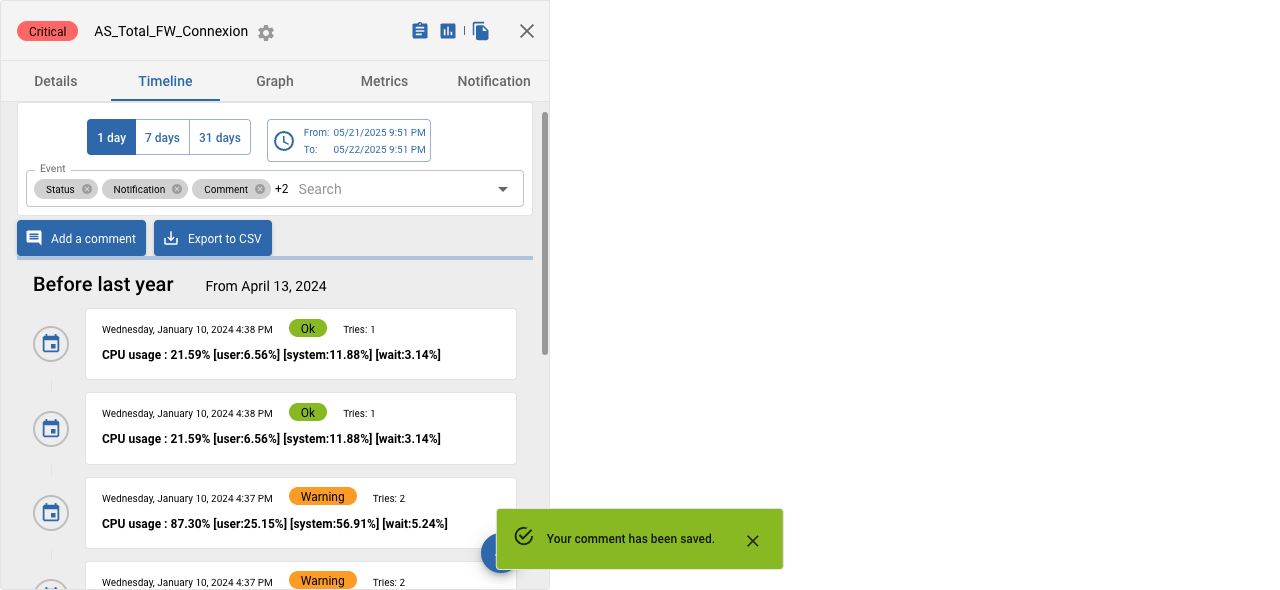 Critical AS_Total_FW_Connexion
Details Timeline Graph Metrics Notification
1 day 7 days 31 days
From: 05/21/2025 9:51 PM
To: 05/22/2025 9:51 PM
Event
Status Notification Comment +2 Search
Add a comment Export to CSV
Before last year From April 13, 2024
Wednesday, January 10, 2024 4:38 PM Ok Tries: 1
CPU usage : 21.59% [user:6.56%] [system:11.88%] [wait:3.14%]
Wednesday, January 10, 2024 4:38 PM Ok Tries: 1
CPU usage : 21.59% [user:6.56%] [system:11.88%] [wait:3.14%]
Wednesday, January 10, 2024 4:37 PM Warning Tries: 2
CPU usage : 87.30% [user:25.15%] [system:56.91%] [wait:5.24%]
Your comment has been saved.
Wednesday, January 10, 2024 4:37 PM Warning Tries: 2